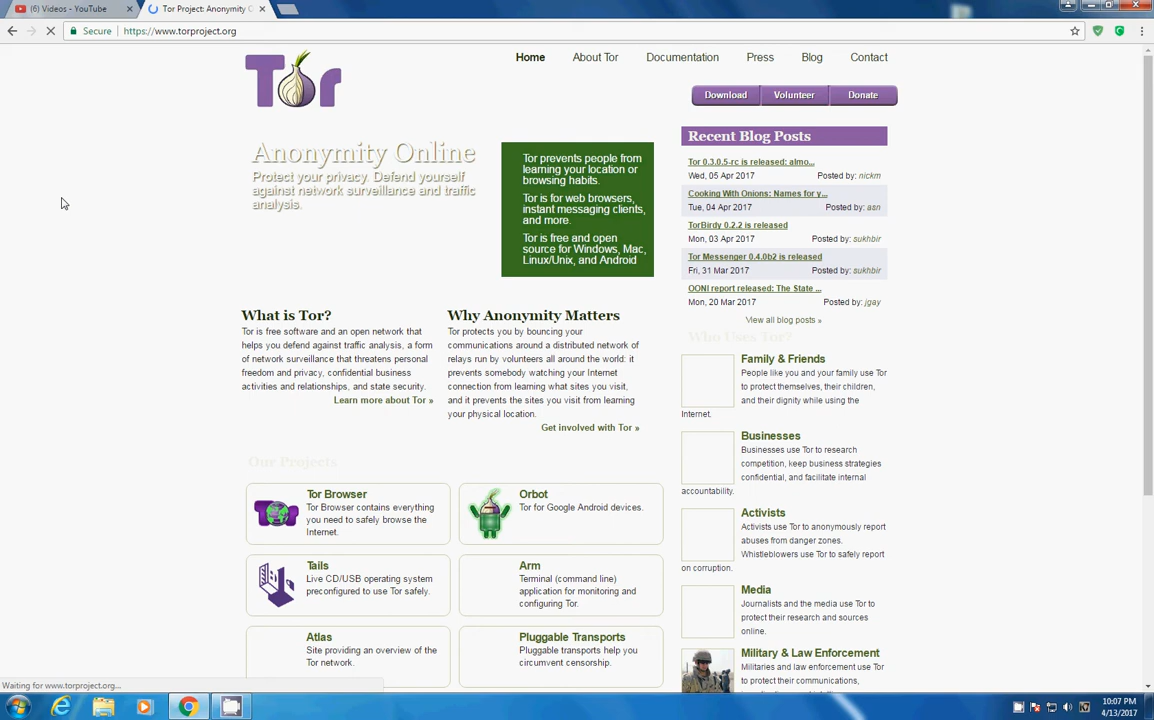 (6) Videos - YouTube
Tor Project: Anonymity O
Secure
https://www.torproject.org
Tor
Home
About Tor
Documentation
Press
Blog
Contact
Download
Volunteer
Donate
Anonymity Online
Protect your privacy. Defend yourself
against network surveillance and traffic
analysis.
Tor prevents people from
learning your location or
browsing habits.
Tor is for web browsers,
instant messaging clients,
and more.
Tor is free and open
source for Windows, Mac,
Linux/Unix, and Android
Recent Blog Posts
Tor 0.3.0.5-rc is released: almo...
Wed, 05 Apr 2017 Posted by: nickm
Cooking With Onions: Names for y...
Tue, 04 Apr 2017 Posted by: asn
TorBirdy 0.2.2 is released
Mon, 03 Apr 2017 Posted by: sukhbir
Tor Messenger 0.4.0b2 is released
Fri, 31 Mar 2017 Posted by: sukhbir
OONI report released: The State ...
Mon, 20 Mar 2017 Posted by: jgay
View all blog posts »
What is Tor?
Tor is free software and an open network that
helps you defend against traffic analysis, a form
of network surveillance that threatens personal
freedom and privacy, confidential business
activities and relationships, and state security.
Learn more about Tor »
Why Anonymity Matters
Tor protects you by bouncing your
communications around a distributed network of
relays run by volunteers all around the world: it
prevents somebody watching your Internet
connection from learning what sites you visit,
and it prevents the sites you visit from learning
your physical location.
Get involved with Tor »
Who Uses Tor?
Family & Friends
People like you and your family use Tor
to protect themselves, their children,
and their dignity while using the
Internet.
Businesses
Businesses use Tor to research
competition, keep business strategies
confidential, and facilitate internal
accountability.
Activists
Activists use Tor to anonymously report
abuses from danger zones.
Whistleblowers use Tor to safely report
on corruption.
Media
Journalists and the media use Tor to
protect their research and sources
online.
Military & Law Enforcement
Militaries and law enforcement use Tor
to protect their communications,
Our Projects
Tor Browser
Tor Browser contains everything
you need to safely browse the
Internet.
Orbot
Tor for Google Android devices.
Tails
Live CD/USB operating system
preconfigured to use Tor safely.
Arm
Terminal (command line)
application for monitoring and
configuring Tor.
Atlas
Site providing an overview of the
Tor network.
Pluggable Transports
Pluggable transports help you
circumvent censorship.
Waiting for www.torproject.org...
10:07 PM
4/13/2017